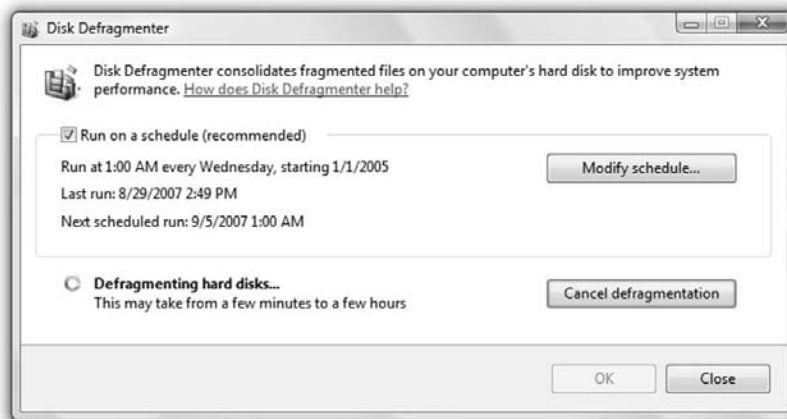 Disk Defragmenter
Disk Defragmenter consolidates fragmented files on your computer's hard disk to improve system
performance. How does Disk Defragmenter help?
Run on a schedule (recommended)
Run at 1:00 AM every Wednesday, starting 1/1/2005
Modify schedule...
Last run: 8/29/2007 2:49 PM
Next scheduled run: 9/5/2007 1:00 AM
Defragmenting hard disks...
This may take from a few minutes to a few hours
Cancel defragmentation
OK
Close